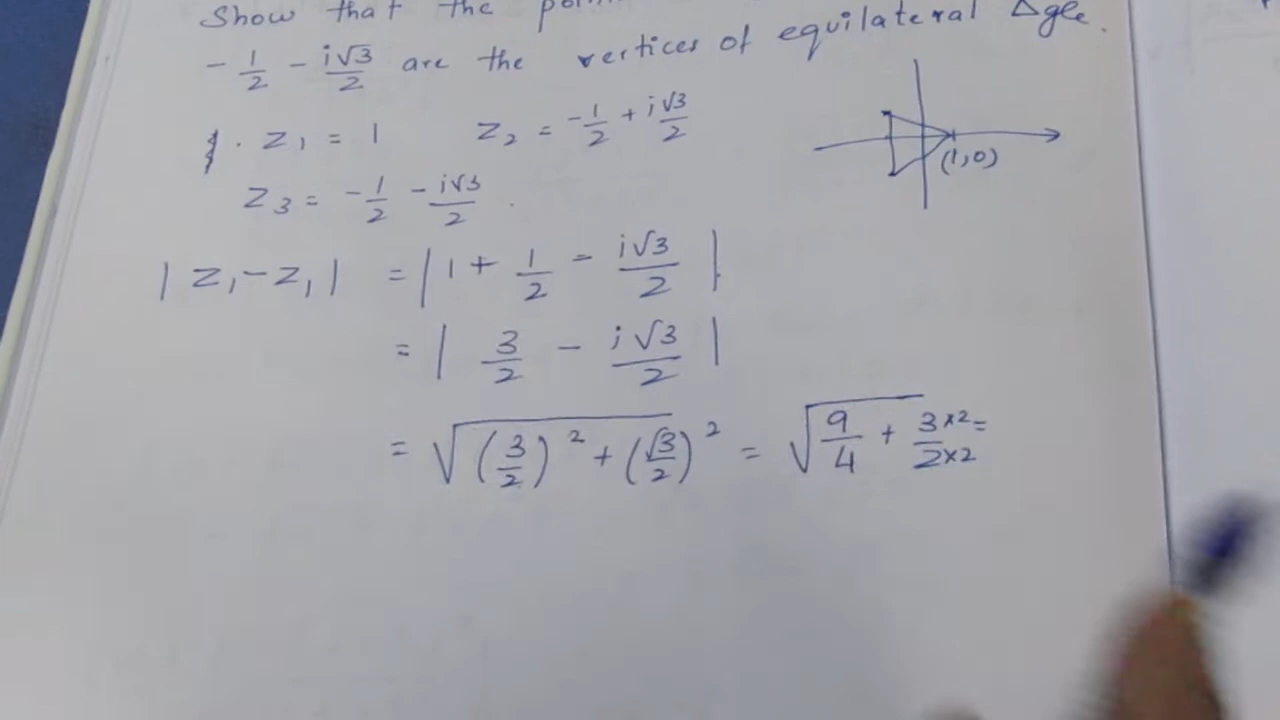 Show that the
- 1/2 - i√3/2 are the vertices of equilateral Δgle.
z₁ = 1 z₂ = -1/2 + i√3/2
z₃ = -1/2 - i√3/2
(1,0)
|z₁-z₁| = |1 + 1/2 - i√3/2|
= |3/2 - i√3/2|
= √(3/2)² + (√3/2)² = √9/4 + 3×2/2×2 =